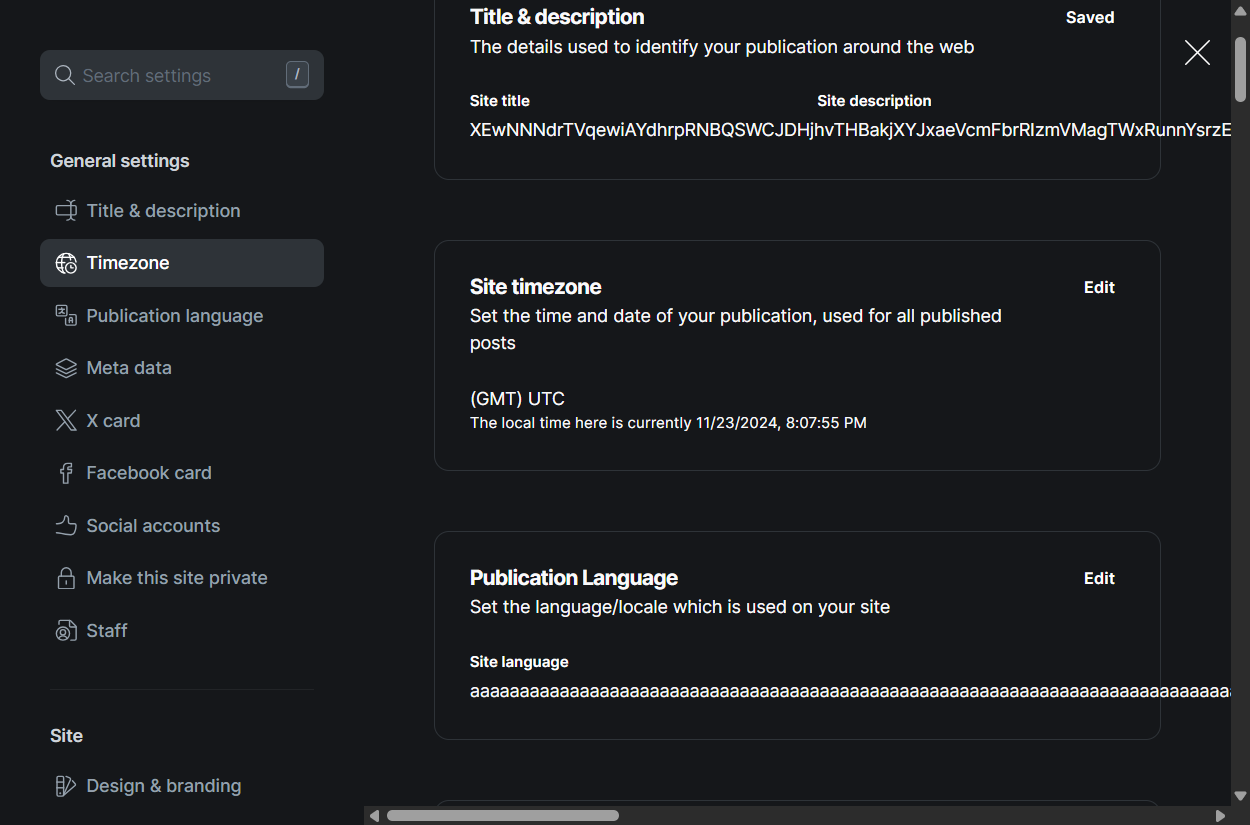 Search settings /
General settings
Title & description
Timezone
Publication language
Meta data
X card
Facebook card
Social accounts
Make this site private
Staff
Site
Design & branding
Title & description
Saved
The details used to identify your publication around the web
Site title
Site description
XEwNNNdrTVqewiAYdhrpRNBQSWCJDHjhvTHBakjXYJxaeVcmFbrRIzmVMagTWxRunnYsrzE
Site timezone
Edit
Set the time and date of your publication, used for all published
posts
(GMT) UTC
The local time here is currently 11/23/2024, 8:07:55 PM
Publication Language
Edit
Set the language/locale which is used on your site
Site language
aaaaaaaaaaaaaaaaaaaaaaaaaaaaaaaaaaaaaaaaaaaaaaaaaaaaaaaaaaaaaaaaaaaaaaaaaaaa